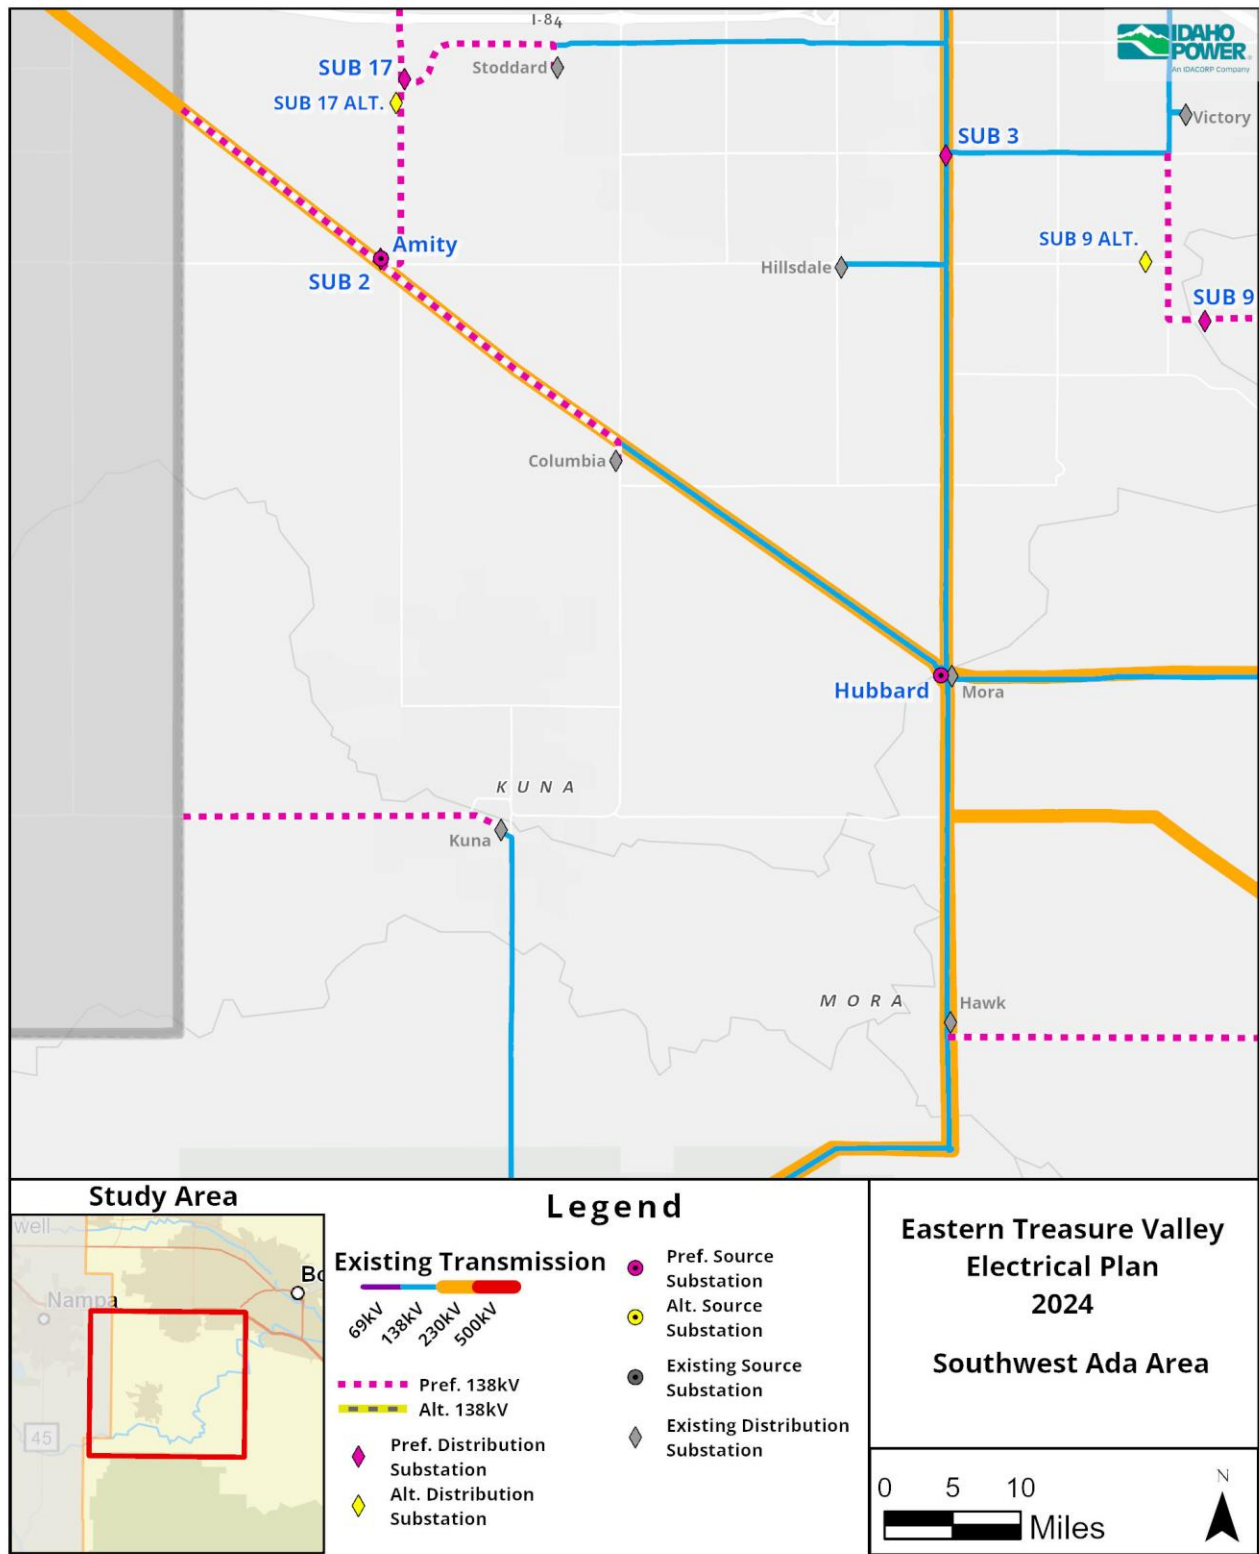 I-84
IDAHO
POWER®
An IDACORP Company
SUB 17
Stoddard
SUB 17 ALT.
Victory
SUB 3
Amity
SUB 9 ALT.
Hillsdale
SUB 2
SUB 9
Columbia
Hubbard
Mora
KUNA
Kuna
MORA
Hawk
Study Area
well
Nampa
45
Legend
Existing Transmission
69kV
138kV
230kV
500kV
Pref. 138kV
Alt. 138kV
Pref. Distribution
Substation
Alt. Distribution
Substation
Pref. Source
Substation
Alt. Source
Substation
Existing Source
Substation
Existing Distribution
Substation
Eastern Treasure Valley
Electrical Plan
2024
Southwest Ada Area
0 5 10
Miles
N